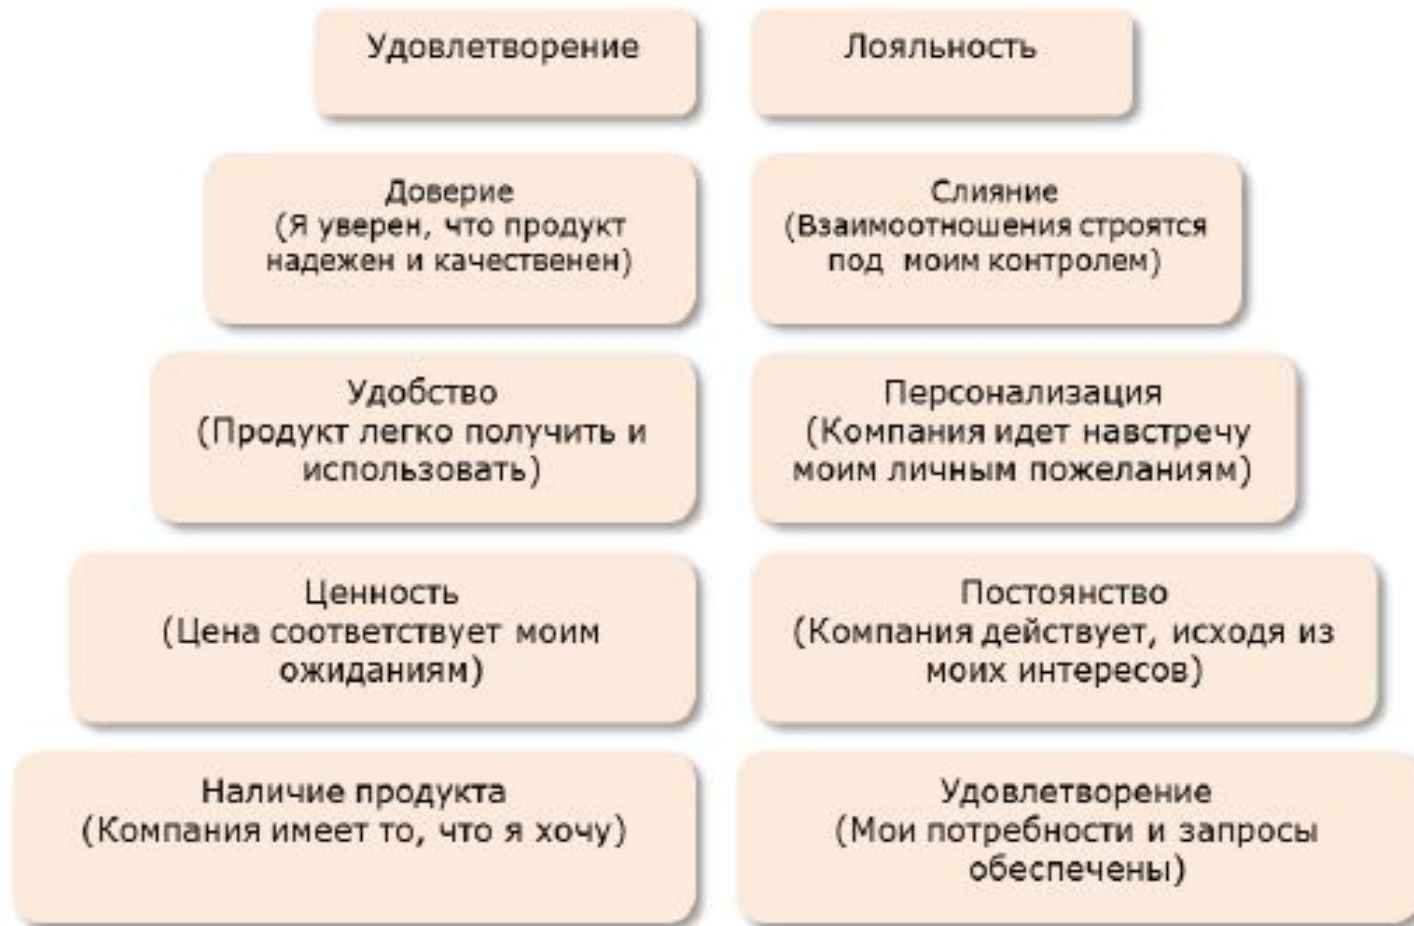 Удовлетворение
Лояльность
Доверие
(Я уверен, что продукт
надежен и качественен)
Слияние
(Взаимоотношения строятся
под моим контролем)
Удобство
(Продукт легко получить и
использовать)
Персонализация
(Компания идет навстречу
моим личным пожеланиям)
Ценность
(Цена соответствует моим
ожиданиям)
Постоянство
(Компания действует, исходя из
моих интересов)
Наличие продукта
(Компания имеет то, что я хочу)
Удовлетворение
(Мои потребности и запросы
обеспечены)